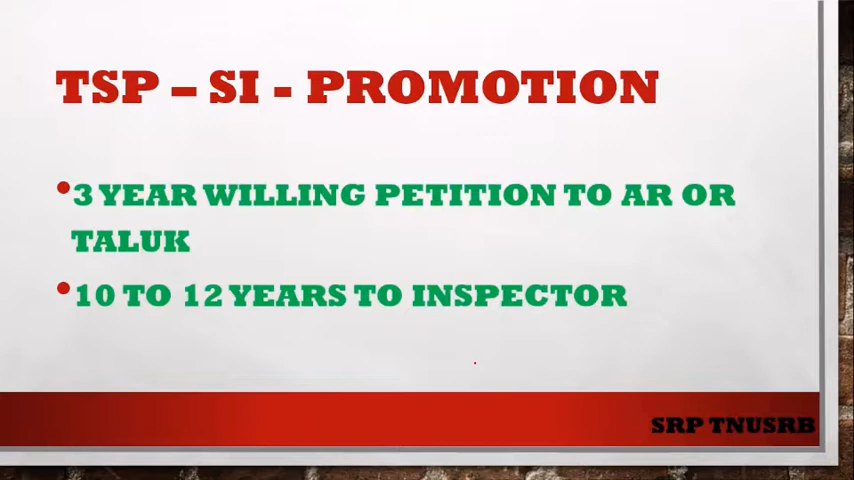 TSP – SI - PROMOTION
•3 YEAR WILLING PETITION TO AR OR
TALUK
•10 TO 12 YEARS TO INSPECTOR
SRP TNUSRB